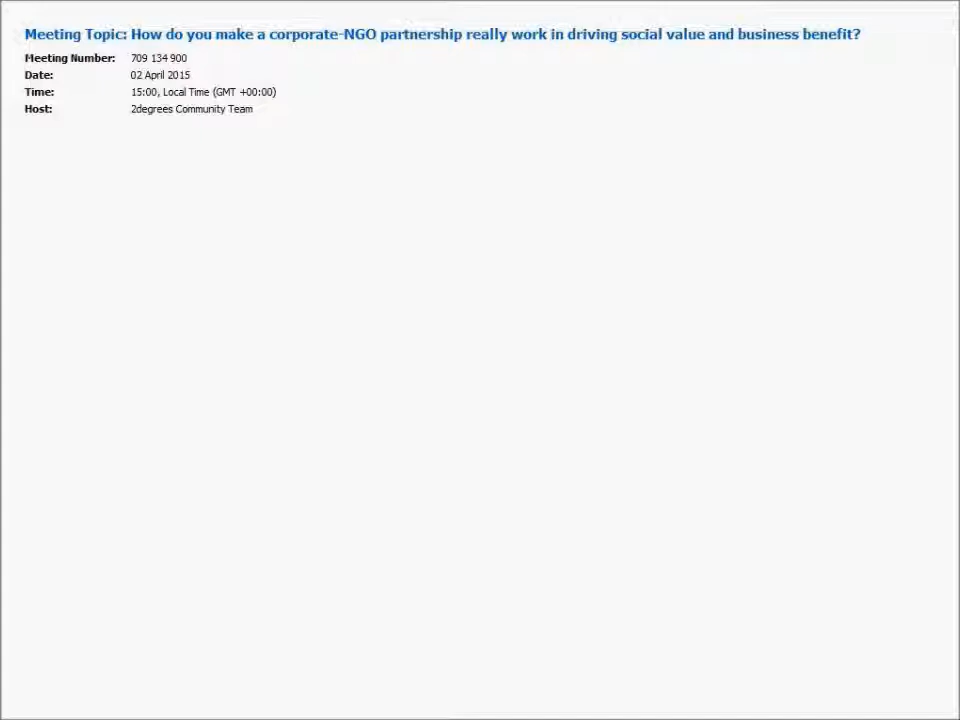 Meeting Topic: How do you make a corporate-NGO partnership really work in driving social value and business benefit?
Meeting Number: 709 134 900
Date: 02 April 2015
Time: 15:00, Local Time (GMT +00:00)
Host: 2degrees Community Team